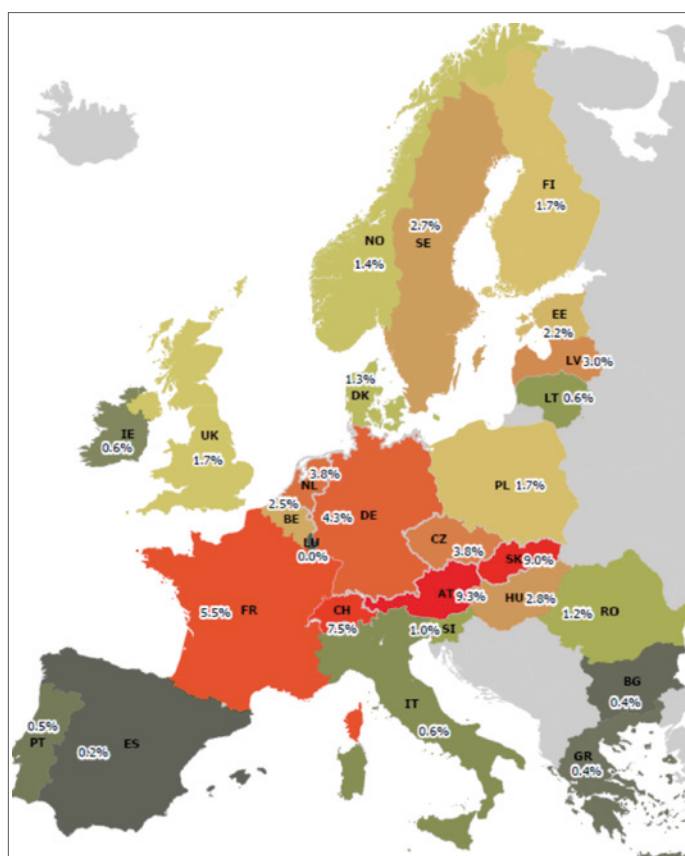 FI
1.7%
2.7%
SE
NO
1.4%
EE
2.2%
LV 3.0%
LT 0.6%
1.3%
DK
IE
0.6%
UK
1.7%
3.8%
NL
2.5%
BE
DE
4.3%
LU
0.0%
PL 1.7%
CZ
3.8%
SK 9.0%
AT 9.3%
HU 2.8%
CH
7.5%
5.5% FR
1.0% SI
1.2% RO
BG
0.4%
IT
0.6%
0.5%
PT
0.2% ES
GR
0.4%